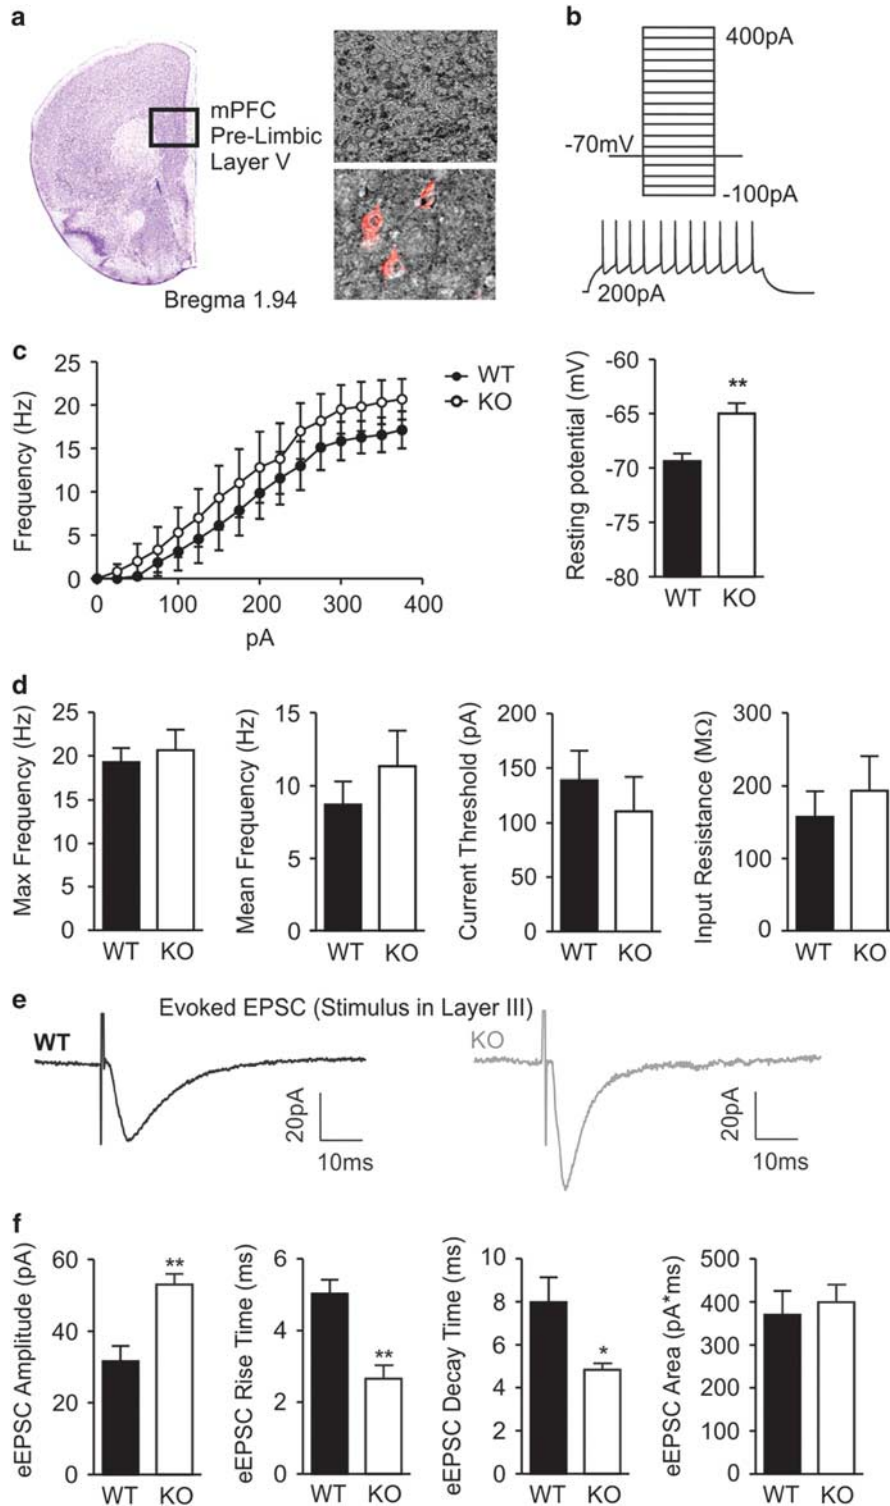 a
mPFC
Pre-Limbic
Layer V
Bregma 1.94
b
400pA
-70mV
-100pA
200pA
c
Frequency (Hz)
25
20
15
10
5
0
0 100 200 300 400
pA
WT
KO
Resting potential (mV)
-60
-65
-70
-75
-80
**
WT KO
d
Max Frequency (Hz)
25
20
15
10
5
0
WT KO
Mean Frequency (Hz)
15
10
5
0
WT KO
Current Threshold (pA)
200
150
100
50
0
WT KO
Input Resistance (MΩ)
300
200
100
0
WT KO
e
Evoked EPSC (Stimulus in Layer III)
WT
20pA
10ms
KO
20pA
10ms
f
eEPSC Amplitude (pA)
60
40
20
0
**
WT KO
eEPSC Rise Time (ms)
6
4
2
0
**
WT KO
eEPSC Decay Time (ms)
10
8
6
4
2
0
*
WT KO
eEPSC Area (pA*ms)
500
400
300
200
100
0
WT KO